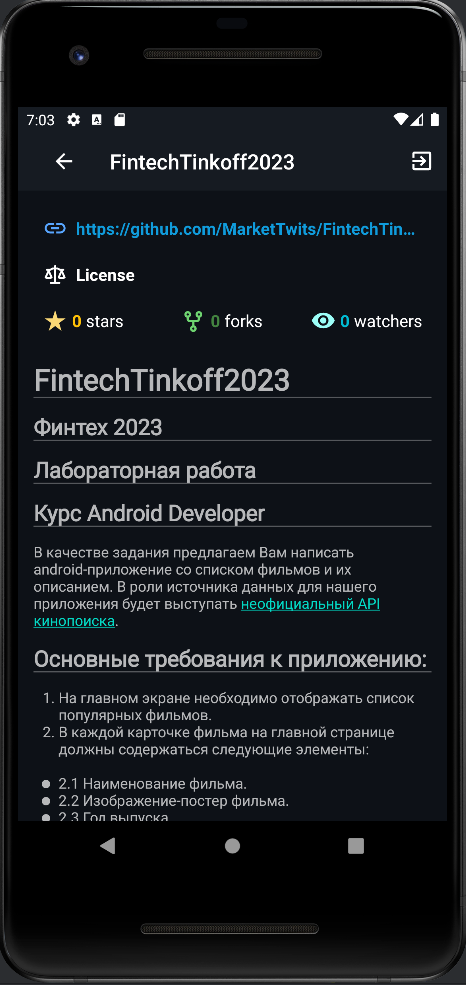 7:03
FintechTinkoff2023
https://github.com/MarketTwits/FintechTin...
License
0 stars 0 forks 0 watchers
FintechTinkoff2023
Финтех 2023
Лабораторная работа
Курс Android Developer
В качестве задания предлагаем Вам написать
android-приложение со списком фильмов и их
описанием. В роли источника данных для нашего
приложения будет выступать неофициальный API
кинопоиска.
Основные требования к приложению:
1. На главном экране необходимо отображать список
популярных фильмов.
2. В каждой карточке фильма на главной странице
должны содержаться следующие элементы:
● 2.1 Наименование фильма.
● 2.2 Изображение-постер фильма.
● 2.3 Год выпуска